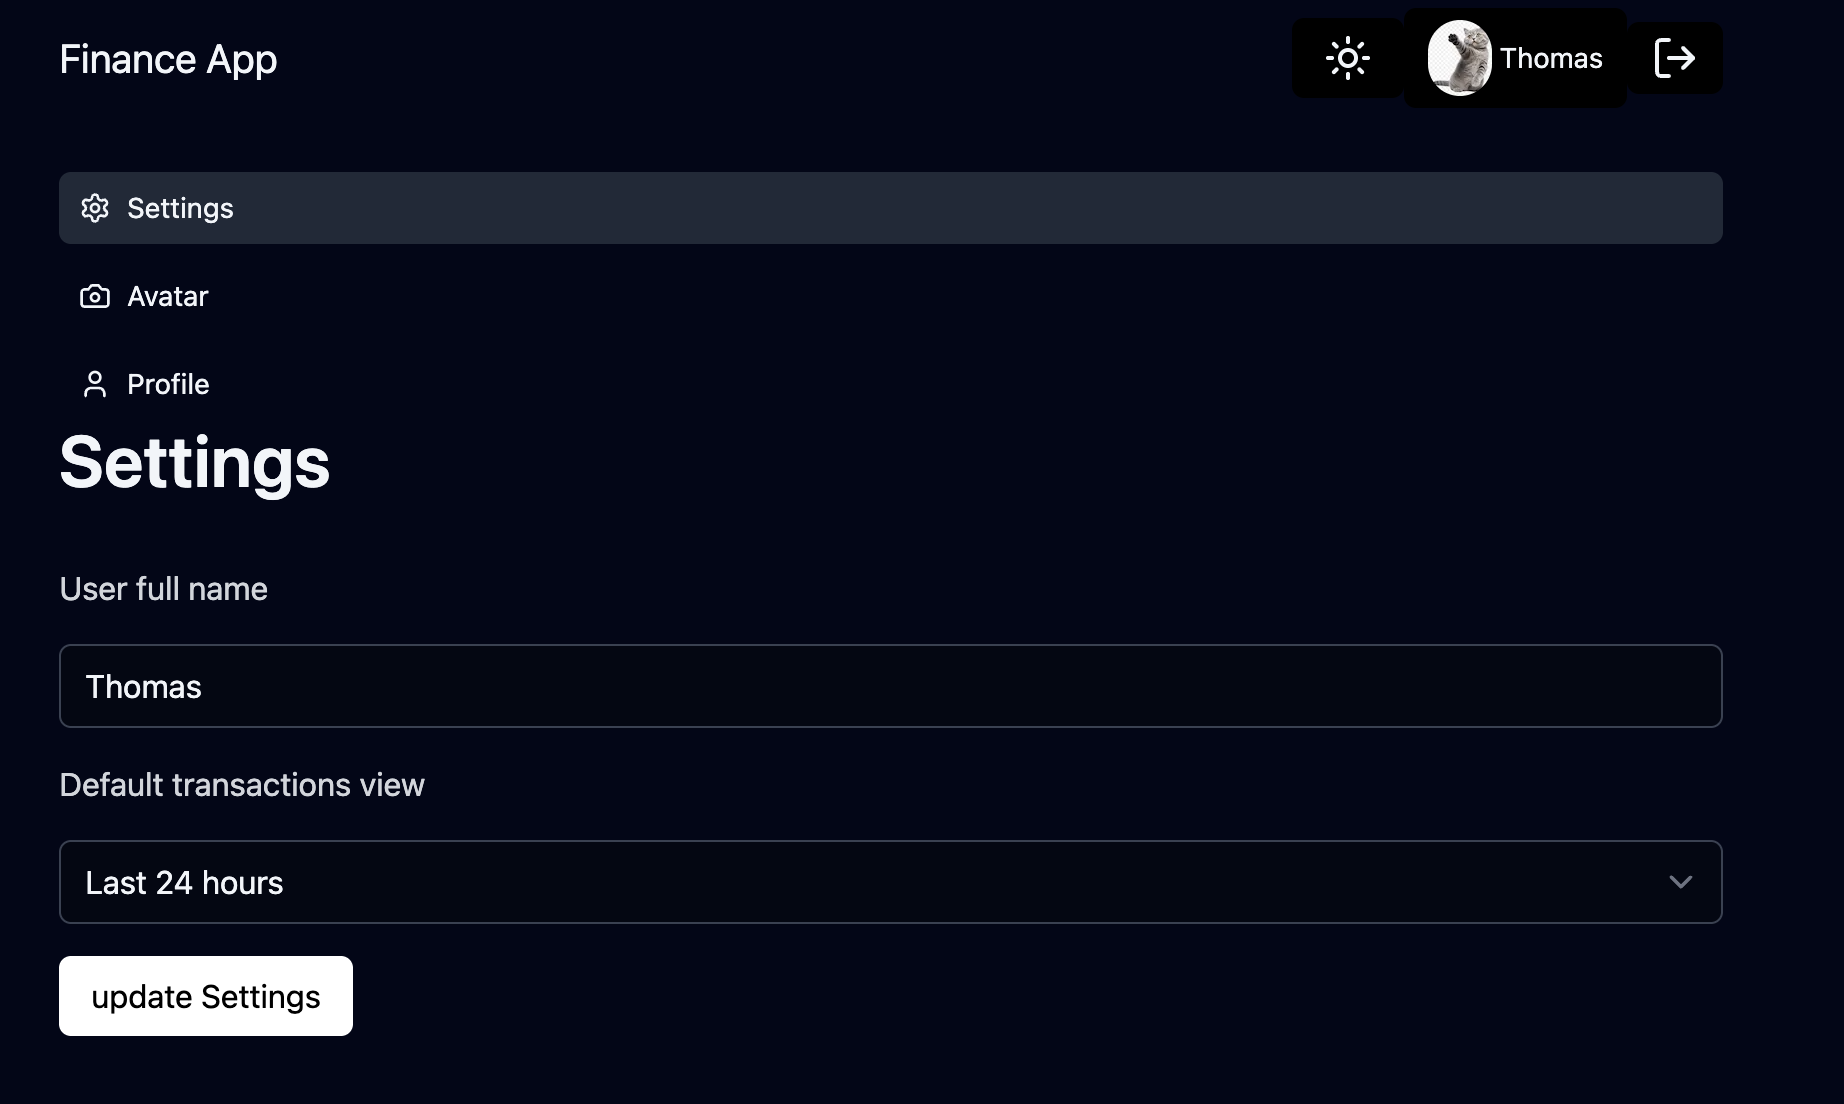 Finance App
Thomas
Settings
Avatar
Profile
Settings
User full name
Thomas
Default transactions view
Last 24 hours
update Settings